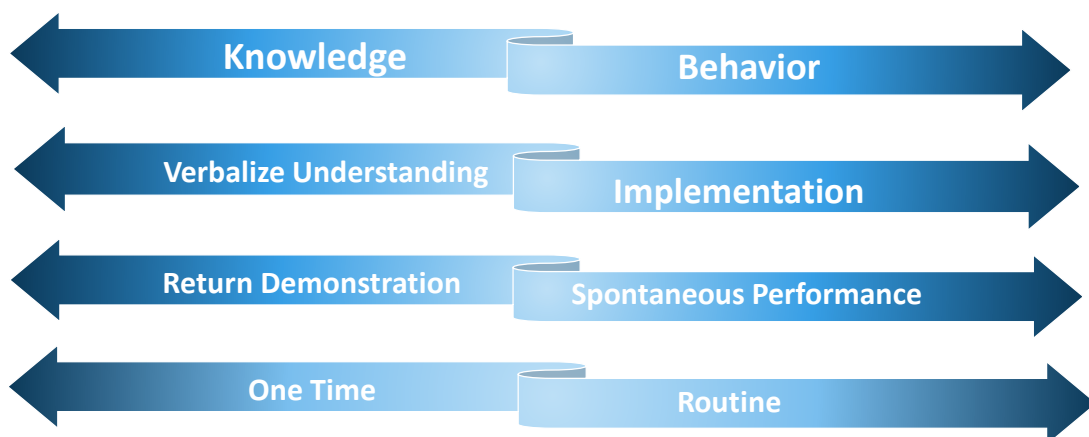 Knowledge
Behavior
Verbalize Understanding
Implementation
Return Demonstration
Spontaneous Performance
One Time
Routine